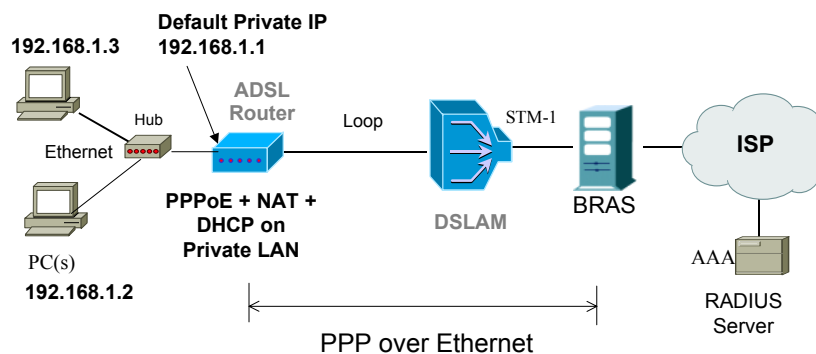 Default Private IP
192.168.1.1
192.168.1.3
ADSL
Router
Hub
Ethernet
Loop
STM-1
ISP
PPPoE + NAT +
DHCP on
Private LAN
DSLAM
BRAS
PC(s)
192.168.1.2
AAA
RADIUS
Server
PPP over Ethernet